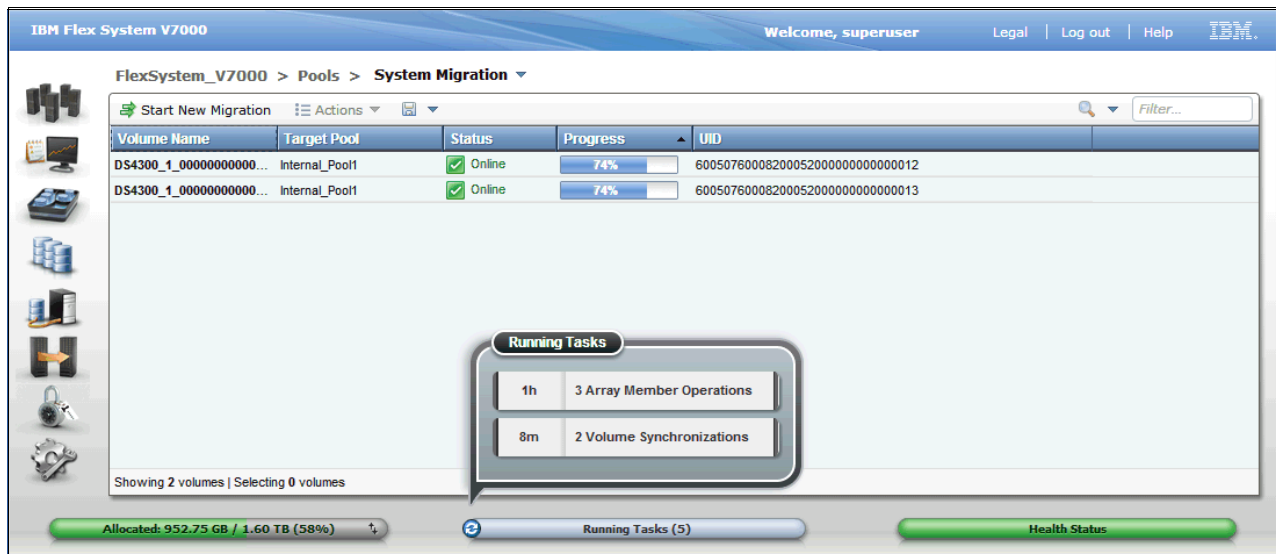 IBM Flex System V7000 Welcome, superuser Legal | Log out | Help IBM.
FlexSystem_V7000 > Pools > System Migration
Start New Migration Actions Filter...
Volume Name Target Pool Status Progress UID
DS4300_1_00000000000... Internal_Pool1 Online 74% 60050760008200052000000000000012
DS4300_1_00000000000... Internal_Pool1 Online 74% 60050760008200052000000000000013
Running Tasks
1h 3 Array Member Operations
8m 2 Volume Synchronizations
Showing 2 volumes | Selecting 0 volumes
Allocated: 952.75 GB / 1.60 TB (58%) Running Tasks (5) Health Status